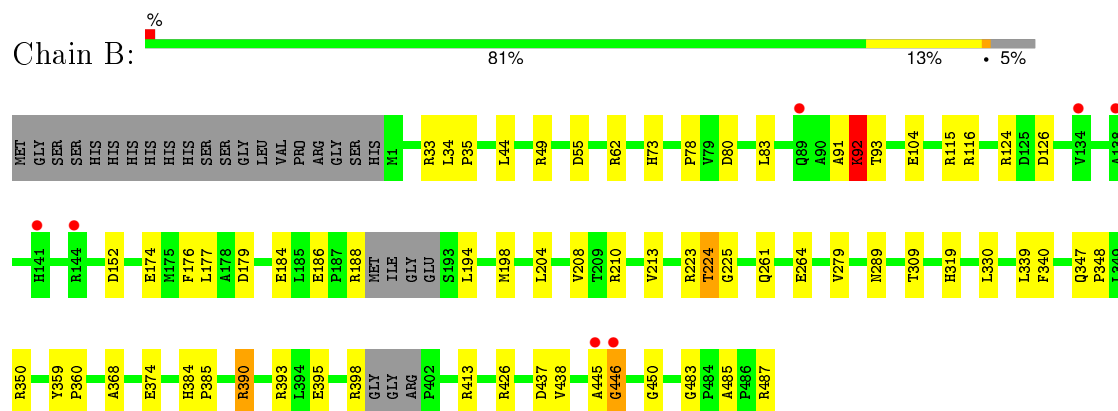 %
Chain B:
81% 13% • 5%
MET GLY SER SER HIS HIS HIS HIS HIS HIS SER SER GLY LEU VAL PRO ARG GLY SER HIS M1 R33 L34 P35 L44 R49 D55 R62 H73 P78 V79 D80 L83 Q89 A90 A91 K92 T93 E104 R115 R116 R124 D125 D126 V134 A138
H141 R144 D152 E174 M175 F176 L177 A178 D179 E184 L185 E186 P187 R188 MET ILE GLY GLU S193 L194 M198 L204 V208 T209 R210 V213 R223 T224 G225 Q261 E264 V279 N289 T309 H319 L330 L339 F340 Q347 P348 L349
R350 Y359 P360 A368 E374 H384 P385 R390 R393 L394 E395 R398 GLY GLY ARG P402 R413 R426 D437 V438 A445 G446 G450 G483 P484 A485 P486 R487